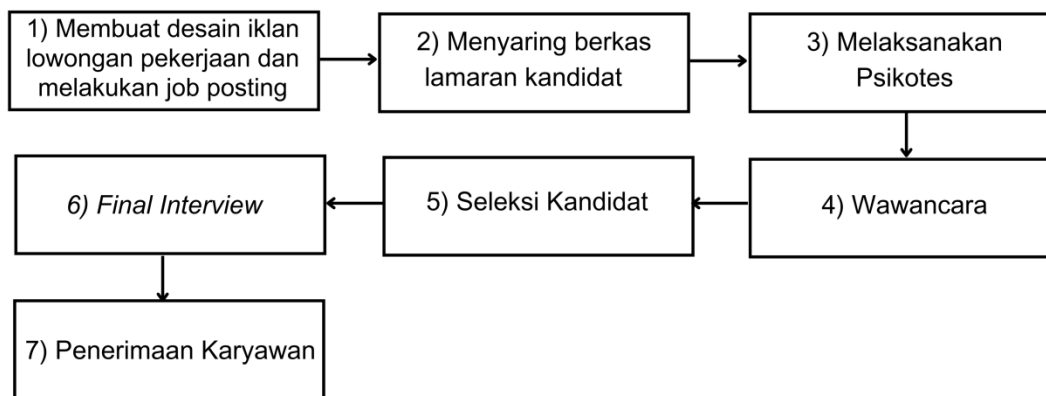 1) Membuat desain iklan
lowongan pekerjaan dan
melakukan job posting
2) Menyaring berkas
lamaran kandidat
3) Melaksanakan
Psikotes
4) Wawancara
5) Seleksi Kandidat
6) Final Interview
7) Penerimaan Karyawan